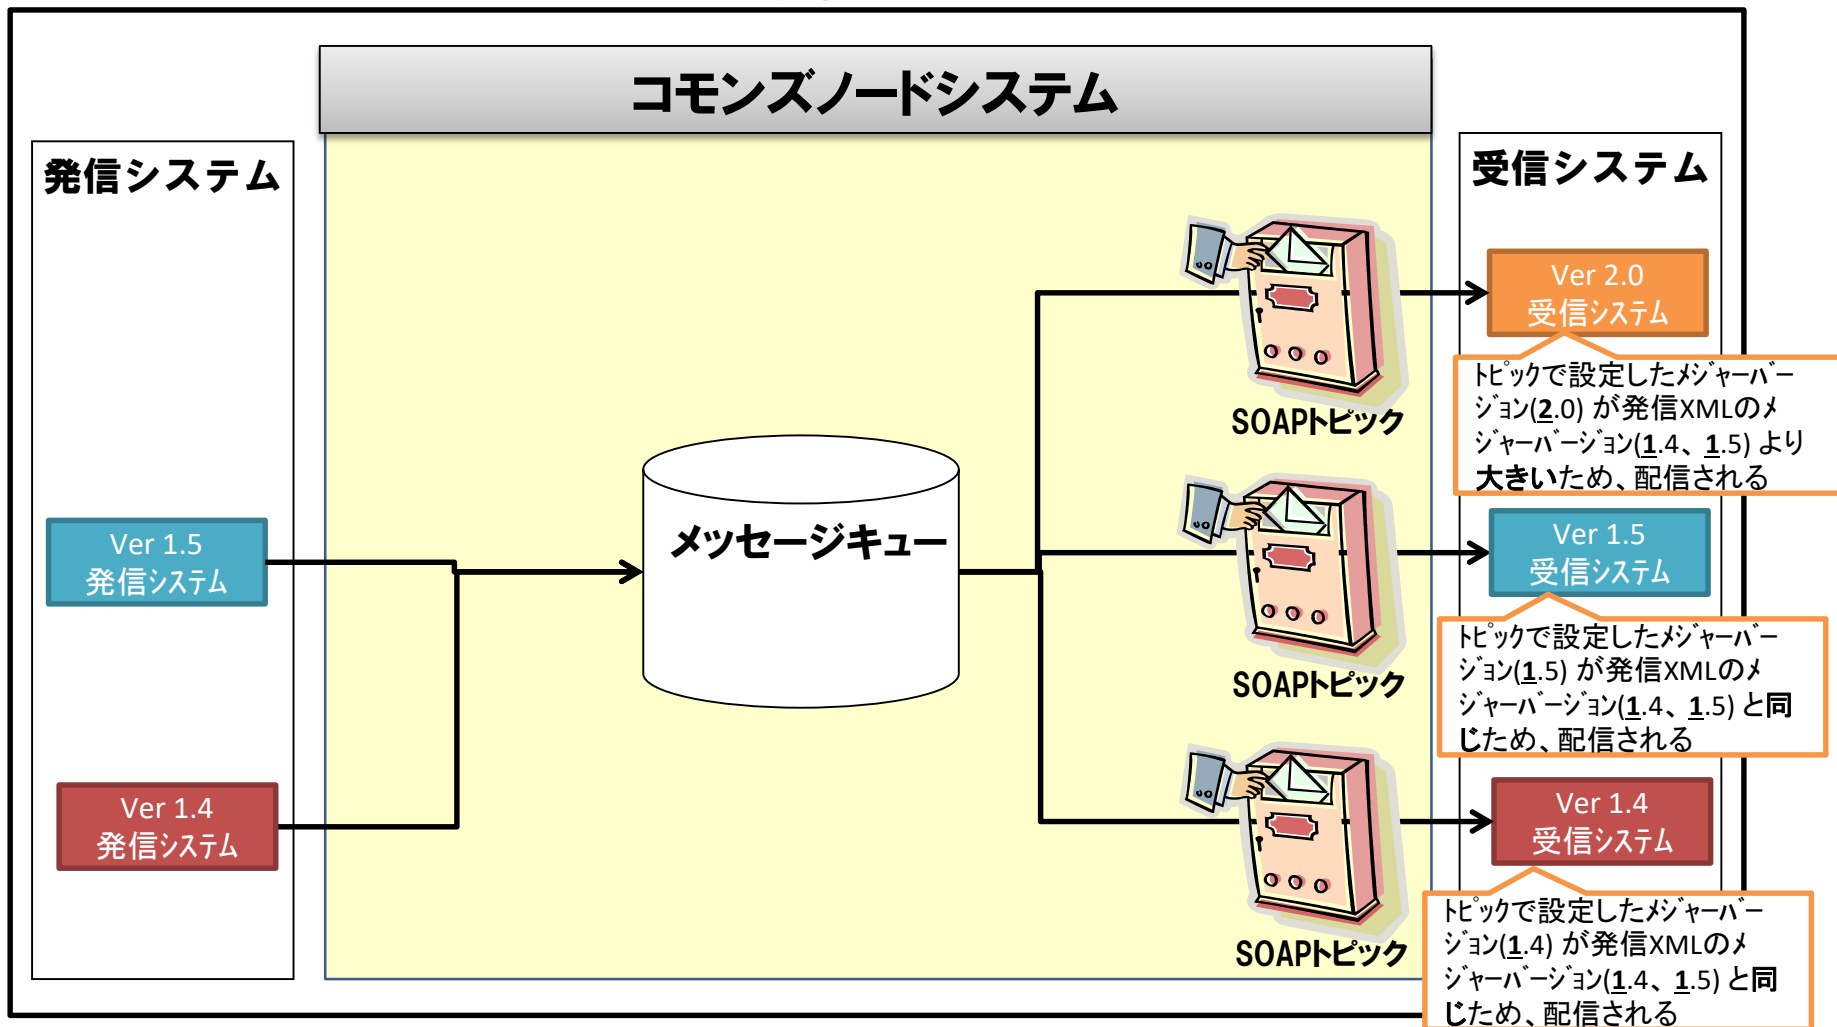 コモンズノードシステム
発信システム
受信システム
Ver 2.0
受信システム
トピックで設定したメジャーバー
ジョン(2.0) が発信XMLのメ
ジャーバージョン(1.4、1.5) より
大きいため、配信される
SOAPトピック
メッセージキュー
Ver 1.5
発信システム
Ver 1.5
受信システム
トピックで設定したメジャーバー
ジョン(1.5) が発信XMLのメ
ジャーバージョン(1.4、1.5) と同
じため、配信される
SOAPトピック
Ver 1.4
発信システム
Ver 1.4
受信システム
トピックで設定したメジャーバー
ジョン(1.4) が発信XMLのメ
ジャーバージョン(1.4、1.5) と同
じため、配信される
SOAPトピック